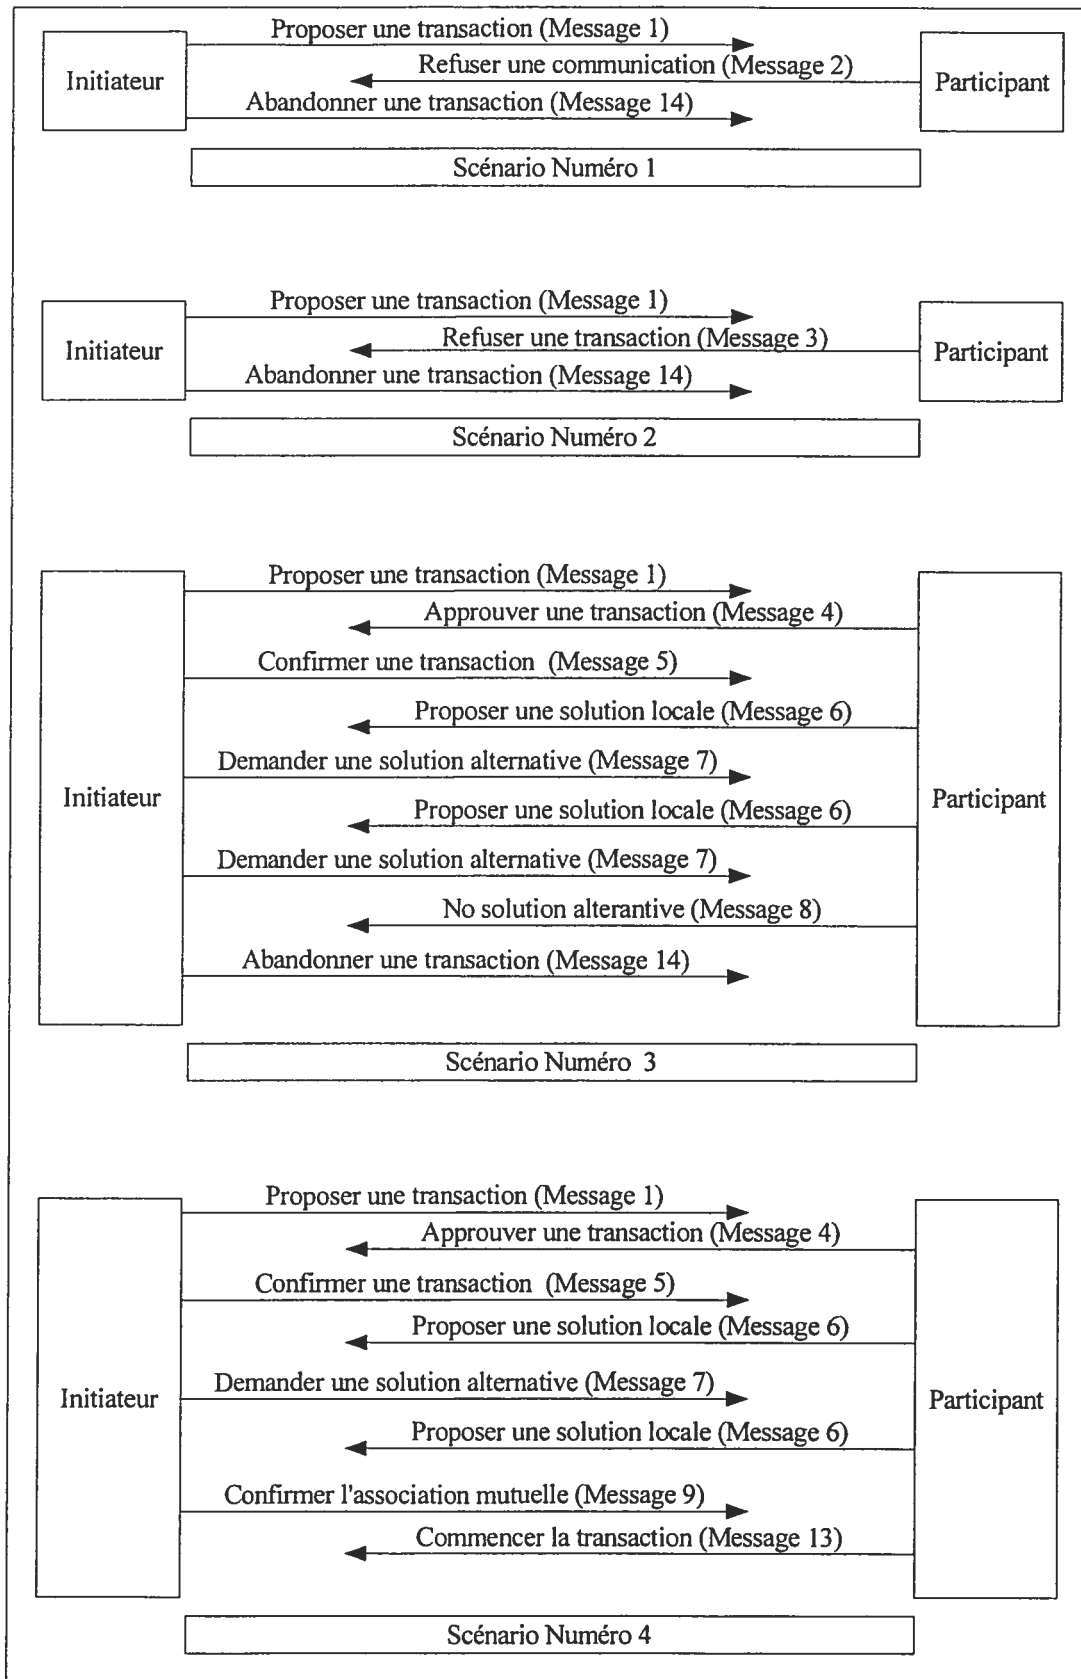 Proposer une transaction (Message 1)
Initiateur
Refuser une communication (Message 2)
Participant
Abandonner une transaction (Message 14)
Scénario Numéro 1
Proposer une transaction (Message 1)
Initiateur
Refuser une transaction (Message 3)
Participant
Abandonner une transaction (Message 14)
Scénario Numéro 2
Proposer une transaction (Message 1)
Approuver une transaction (Message 4)
Confirmer une transaction (Message 5)
Proposer une solution locale (Message 6)
Demander une solution alternative (Message 7)
Initiateur
Participant
Proposer une solution locale (Message 6)
Demander une solution alternative (Message 7)
No solution alterantive (Message 8)
Abandonner une transaction (Message 14)
Scénario Numéro 3
Proposer une transaction (Message 1)
Approuver une transaction (Message 4)
Confirmer une transaction (Message 5)
Proposer une solution locale (Message 6)
Demander une solution alternative (Message 7)
Initiateur
Participant
Proposer une solution locale (Message 6)
Confirmer l'association mutuelle (Message 9)
Commencer la transaction (Message 13)
Scénario Numéro 4